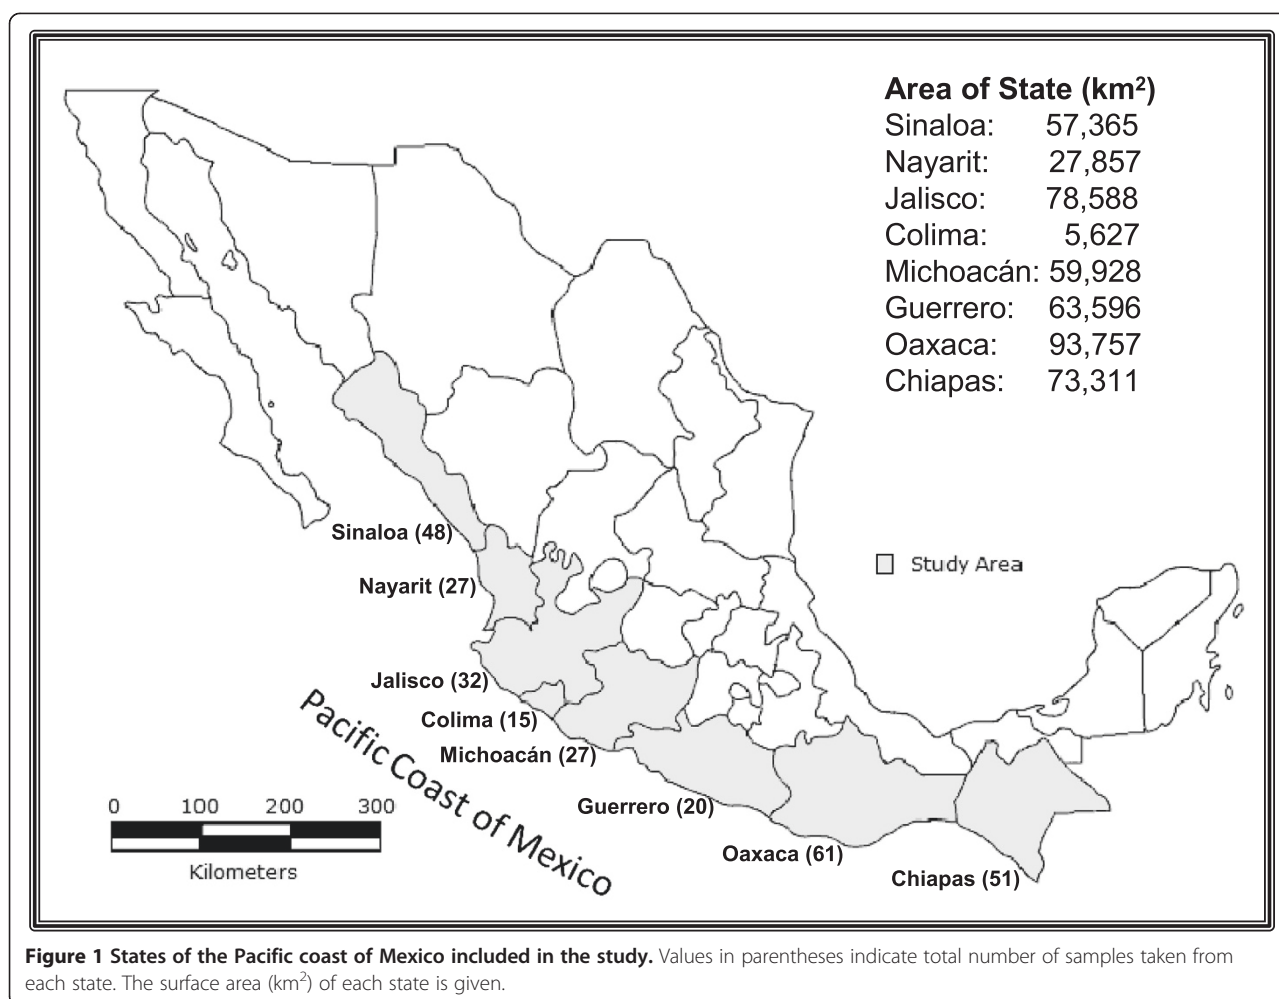 Area of State (km²)
Sinaloa: 57,365
Nayarit: 27,857
Jalisco: 78,588
Colima: 5,627
Michoacán: 59,928
Guerrero: 63,596
Oaxaca: 93,757
Chiapas: 73,311
Sinaloa (48)
Study Area
Nayarit (27)
Jalisco (32)
Colima (15)
Michoacán (27)
Pacific Coast of Mexico
Guerrero (20)
0 100 200 300
Kilometers
Oaxaca (61)
Chiapas (51)
Figure 1 States of the Pacific coast of Mexico included in the study. Values in parentheses indicate total number of samples taken from
each state. The surface area (km²) of each state is given.